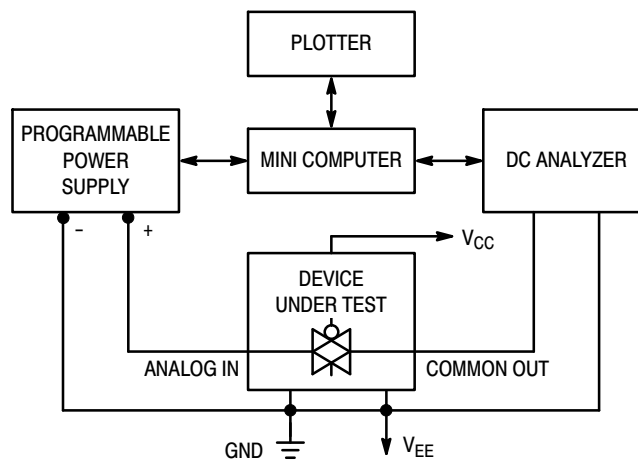 PLOTTER
PROGRAMMABLE
POWER
SUPPLY
MINI COMPUTER
DC ANALYZER
– +
VCC
DEVICE
UNDER TEST
ANALOG IN
COMMON OUT
GND
VEE